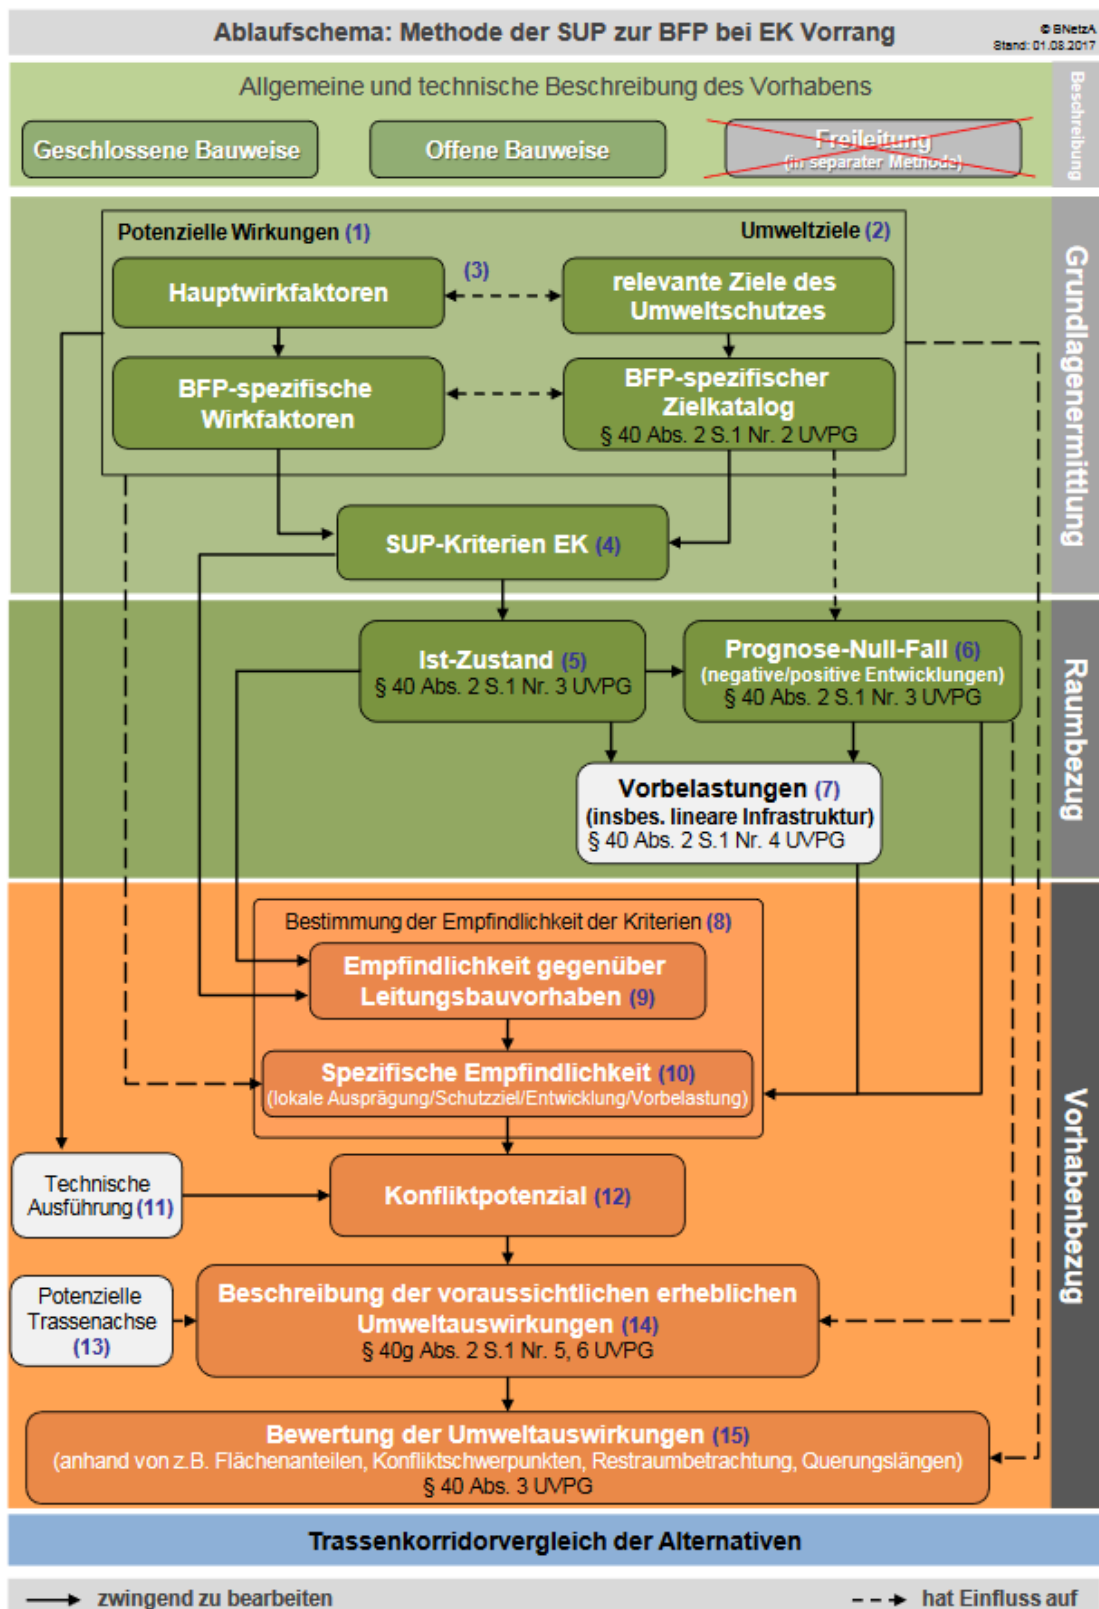 Ablaufschema: Methode der SUP zur BFP bei EK Vorrang
© BNetzA
Stand: 01.08.2017
Allgemeine und technische Beschreibung des Vorhabens
Beschreibung
Geschlossene Bauweise
Offene Bauweise
Freileitung
(in separater Methode)
Grundlagenermittlung
Potenzielle Wirkungen (1)
Umweltziele (2)
Hauptwirkfaktoren
(3)
relevante Ziele des
Umweltschutzes
BFP-spezifische
Wirkfaktoren
BFP-spezifischer
Zielkatalog
§ 40 Abs. 2 S.1 Nr. 2 UVPG
SUP-Kriterien EK (4)
Raumbezug
Ist-Zustand (5)
§ 40 Abs. 2 S.1 Nr. 3 UVPG
Prognose-Null-Fall (6)
(negative/positive Entwicklungen)
§ 40 Abs. 2 S.1 Nr. 3 UVPG
Vorbelastungen (7)
(insbes. lineare Infrastruktur)
§ 40 Abs. 2 S.1 Nr. 4 UVPG
Vorhabenbezug
Bestimmung der Empfindlichkeit der Kriterien (8)
Empfindlichkeit gegenüber
Leitungsbauvorhaben (9)
Spezifische Empfindlichkeit (10)
(lokale Ausprägung/Schutzziel/Entwicklung/Vorbelastung)
Technische
Ausführung (11)
Konfliktpotenzial (12)
Potenzielle
Trassenachse
(13)
Beschreibung der voraussichtlichen erheblichen
Umweltauswirkungen (14)
§ 40g Abs. 2 S.1 Nr. 5, 6 UVPG
Bewertung der Umweltauswirkungen (15)
(anhand von z.B. Flächenanteilen, Konfliktschwerpunkten, Restraumbetrachtung, Querungslängen)
§ 40 Abs. 3 UVPG
Trassenkorridorvergleich der Alternativen
zwingend zu bearbeiten
hat Einfluss auf